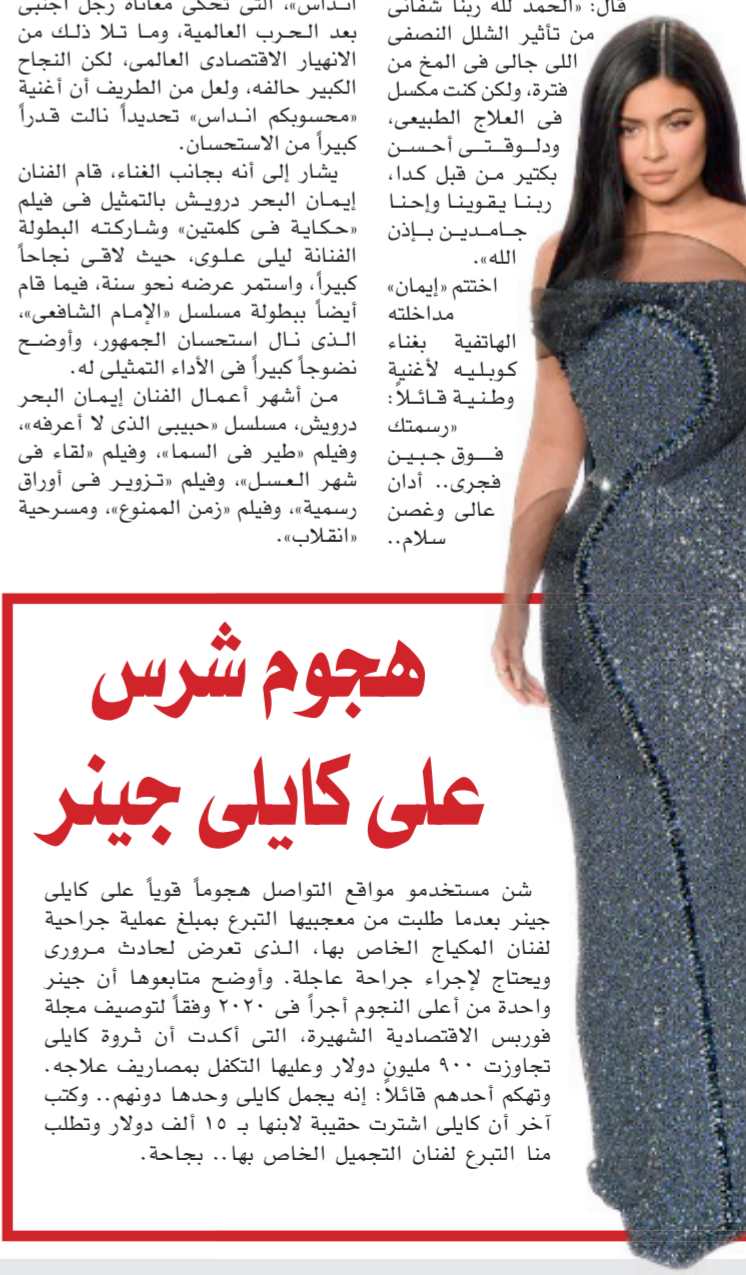 قال: «الحمد لله ربنا شفانى
من تأثير الشلل النصفى
اللى جالى فى المخ من
فترة، ولكن كنت مكسل
فى العلاج الطبيعى،
ودلوقتى أحسن
بكتير من قبل كدا،
ربنا يقوينا وإحنا
جامدين بإذن
الله».
اختتم «إيمان»
مداخلته
الهاتفية بغناء
كوبليه لأغنية
وطنية قائلاً:
«رسمتك
فوق جبين
فجرى.. أدان
عالى وغصن
سلام..
انداس»، التى تحكى معاناة رجل أجنبى
بعد الحرب العالمية، وما تلا ذلك من
الانهيار الاقتصادى العالمى، لكن النجاح
الكبير حالفه، ولعل من الطريف أن أغنية
«محسوبكم انداس» تحديداً نالت قدراً
كبيراً من الاستحسان.
يشار إلى أنه بجانب الغناء، قام الفنان
إيمان البحر درويش بالتمثيل فى فيلم
«حكاية فى كلمتين» وشاركته البطولة
الفنانة ليلى علوى، حيث لاقى نجاحاً
كبيراً، واستمر عرضه نحو سنة، فيما قام
أيضاً ببطولة مسلسل «الإمام الشافعى»،
الذى نال استحسان الجمهور، وأوضح
نضوجاً كبيراً فى الأداء التمثيلى له.
من أشهر أعمال الفنان إيمان البحر
درويش، مسلسل «حبيبى الذى لا أعرفه»،
وفيلم «طير فى السما»، وفيلم «لقاء فى
شهر العسل»، وفيلم «تزوير فى أوراق
رسمية»، وفيلم «زمن الممنوع»، ومسرحية
«انقلاب».
هجوم شرس
على كايلى جينر
شن مستخدمو مواقع التواصل هجوماً قوياً على كايلى
جينر بعدما طلبت من معجبيها التبرع بمبلغ عملية جراحية
لفنان المكياج الخاص بها، الذى تعرض لحادث مرورى
ويحتاج لإجراء جراحة عاجلة. وأوضح متابعوها أن جينر
واحدة من أعلى النجوم أجراً فى ٢٠٢٠ وفقاً لتوصيف مجلة
فوربس الاقتصادية الشهيرة، التى أكدت أن ثروة كايلى
تجاوزت ٩٠٠ مليون دولار وعليها التكفل بمصاريف علاجه.
وتهكم أحدهم قائلاً: إنه يجمل كايلى وحدها دونهم.. وكتب
آخر أن كايلى اشترت حقيبة لابنها بـ ١٥ ألف دولار وتطلب
منا التبرع لفنان التجميل الخاص بها.. بجاحة.